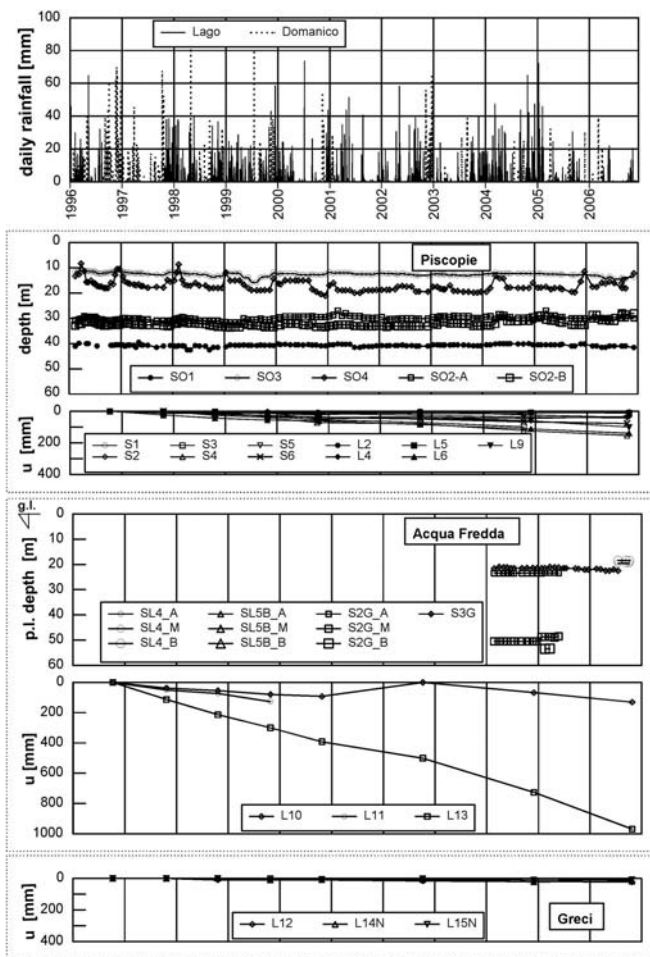 daily rainfall [mm]
100
80
60
40
20
0
Lago Domanico
1996 1997 1998 1999 2000 2001 2002 2003 2004 2005 2006
Piscopie
depth [m]
0
10
20
30
40
50
60
SO1 SO3 SO4 SO2-A SO2-B
u [mm]
0
200
400
S1 S3 S5 L2 L5 L9
S2 S4 S6 L4 L6
g.l.
Acqua Fredda
p.l. depth [m]
0
10
20
30
40
50
60
SL4_A SL5B_A S2G_A S3G
SL4_M SL5B_M S2G_M
SL4_B SL5B_B S2G_B
u [mm]
0
200
400
600
800
1000
L10 L11 L13
u [mm]
0
200
400
L12 L14N L15N
Greci